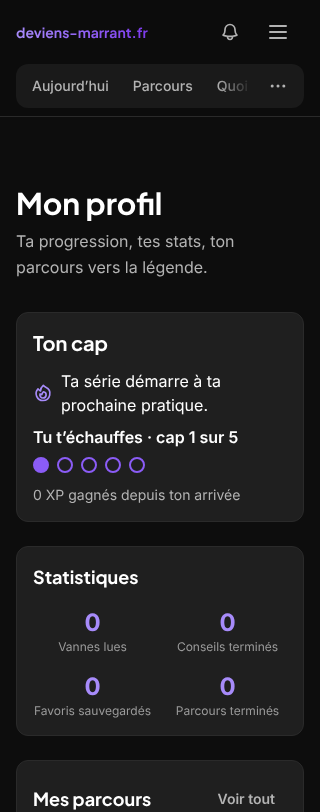 deviens-marrant.fr
Aujourd'hui Parcours Quoi
Mon profil
Ta progression, tes stats, ton
parcours vers la légende.
Ton cap
Ta série démarre à ta
prochaine pratique.
Tu t'échauffes · cap 1 sur 5
0 XP gagnés depuis ton arrivée
Statistiques
0 0
Vannes lues Conseils terminés
0 0
Favoris sauvegardés Parcours terminés
Mes parcours Voir tout